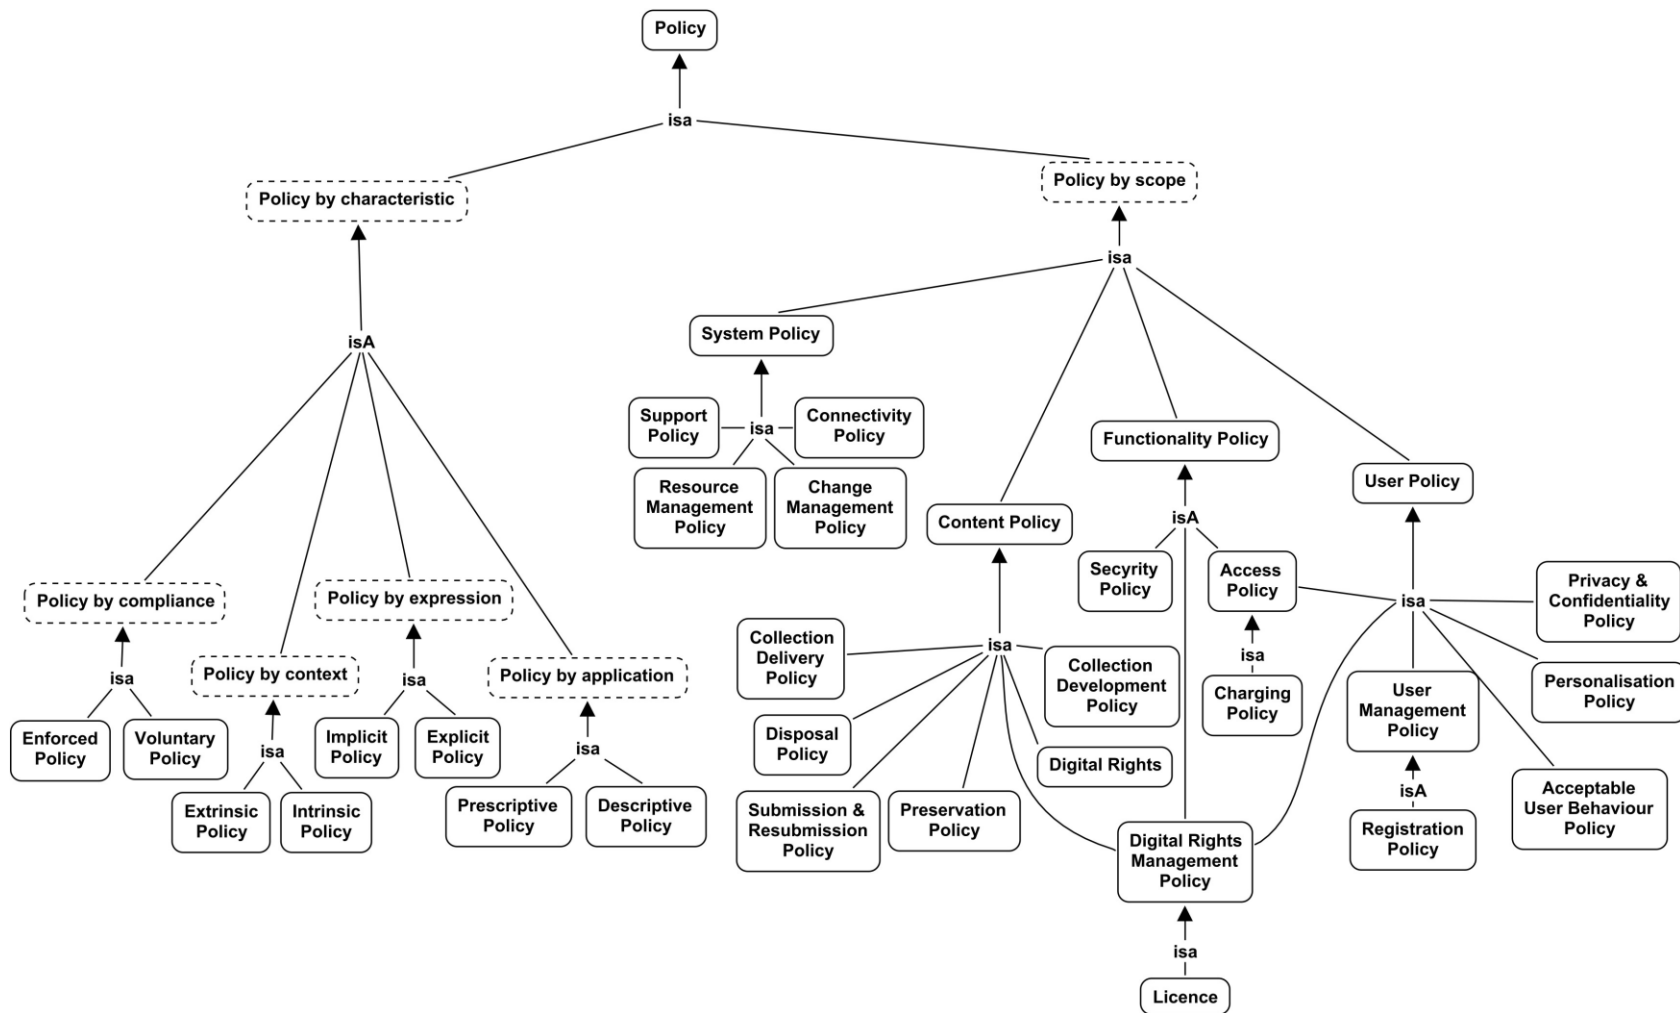 Policy
isa
Policy by characteristic
Policy by scope
isa
isA
System Policy
Support
Policy
isa
Connectivity
Policy
Resource
Management
Policy
Change
Management
Policy
Functionality Policy
User Policy
Content Policy
isA
Secyrity
Policy
Access
Policy
isa
Privacy &
Confidentiality
Policy
Policy by compliance
Policy by expression
isa
Policy by context
isa
Policy by application
Enforced
Policy
Voluntary
Policy
isa
Implicit
Policy
Explicit
Policy
isa
Extrinsic
Policy
Intrinsic
Policy
Prescriptive
Policy
Descriptive
Policy
Collection
Delivery
Policy
isa
Collection
Development
Policy
isa
Charging
Policy
User
Management
Policy
Personalisation
Policy
Disposal
Policy
Digital Rights
Submission &
Resubmission
Policy
Preservation
Policy
Digital Rights
Management
Policy
isA
Registration
Policy
Acceptable
User Behaviour
Policy
isa
Licence